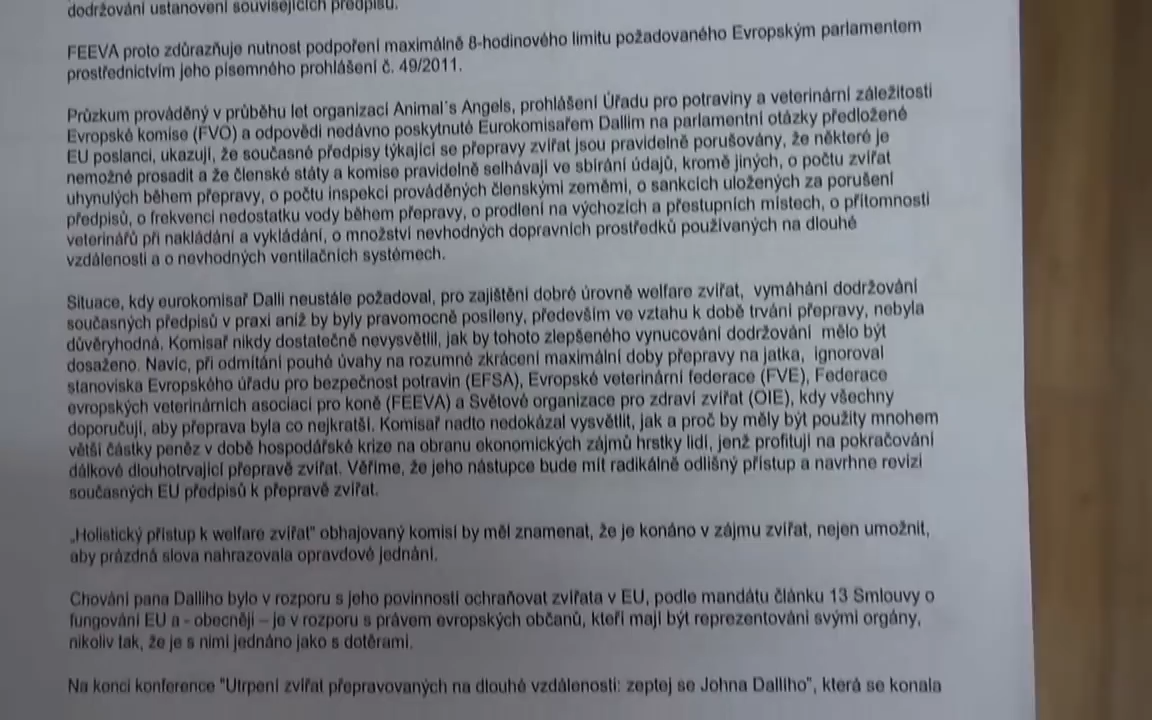 dodržování ustanovení souvisejících předpisů.
FEEVA proto zdůrazňuje nutnost podpoření maximálně 8-hodinového limitu požadovaného Evropským parlamentem
prostřednictvím jeho písemného prohlášení č. 49/2011.
Průzkum prováděný v průběhu let organizací Animal´s Angels, prohlášení Úřadu pro potraviny a veterinární záležitosti
Evropské komise (FVO) a odpovědi nedávno poskytnuté Eurokomisařem Dallim na parlamentní otázky předložené
EU poslanci, ukazují, že současné předpisy týkající se přepravy zvířat jsou pravidelně porušovány, že některé je
nemožné prosadit a že členské státy a komise pravidelně selhávají ve sbírání údajů, kromě jiných, o počtu zvířat
uhynulých během přepravy, o počtu inspekcí prováděných členskými zeměmi, o sankcích uložených za porušení
předpisů, o frekvenci nedostatku vody během přepravy, o prodlení na výchozích a přestupních místech, o přítomnosti
veterinářů při nakládání a vykládání, o množství nevhodných dopravních prostředků používaných na dlouhé
vzdálenosti a o nevhodných ventilačních systémech.
Situace, kdy eurokomisař Dalli neustále požadoval, pro zajištění dobré úrovně welfare zvířat, vymáhání dodržování
současných předpisů v praxi aniž by byly pravomocně posíleny, především ve vztahu k době trvání přepravy, nebyla
důvěryhodná. Komisař nikdy dostatečně nevysvětlil, jak by tohoto zlepšeného vynucování dodržování mělo být
dosaženo. Navíc, při odmítání pouhé úvahy na rozumné zkrácení maximální doby přepravy na jatka, ignoroval
stanoviska Evropského úřadu pro bezpečnost potravin (EFSA), Evropské veterinární federace (FVE), Federace
evropských veterinárních asociací pro koně (FEEVA) a Světové organizace pro zdraví zvířat (OIE), kdy všechny
doporučují, aby přeprava byla co nejkratší. Komisař nadto nedokázal vysvětlit, jak a proč by měly být použity mnohem
větší částky peněz v době hospodářské krize na obranu ekonomických zájmů hrstky lidí, jenž profitují na pokračování
dálkové dlouhotrvající přepravě zvířat. Věříme, že jeho nástupce bude mít radikálně odlišný přístup a navrhne revizi
současných EU předpisů k přepravě zvířat.
„Holistický přístup k welfare zvířat" obhajovaný komisí by měl znamenat, že je konáno v zájmu zvířat, nejen umožnit,
aby prázdná slova nahrazovala opravdové jednání.
Chování pana Dalliho bylo v rozporu s jeho povinností ochraňovat zvířata v EU, podle mandátu článku 13 Smlouvy o
fungování EU a - obecněji – je v rozporu s právem evropských občanů, kteří mají být reprezentováni svými orgány,
nikoliv tak, že je s nimi jednáno jako s dotěrami.
Na konci konference "Utrpení zvířat přepravovaných na dlouhé vzdálenosti: zeptej se Johna Dalliho", která se konala